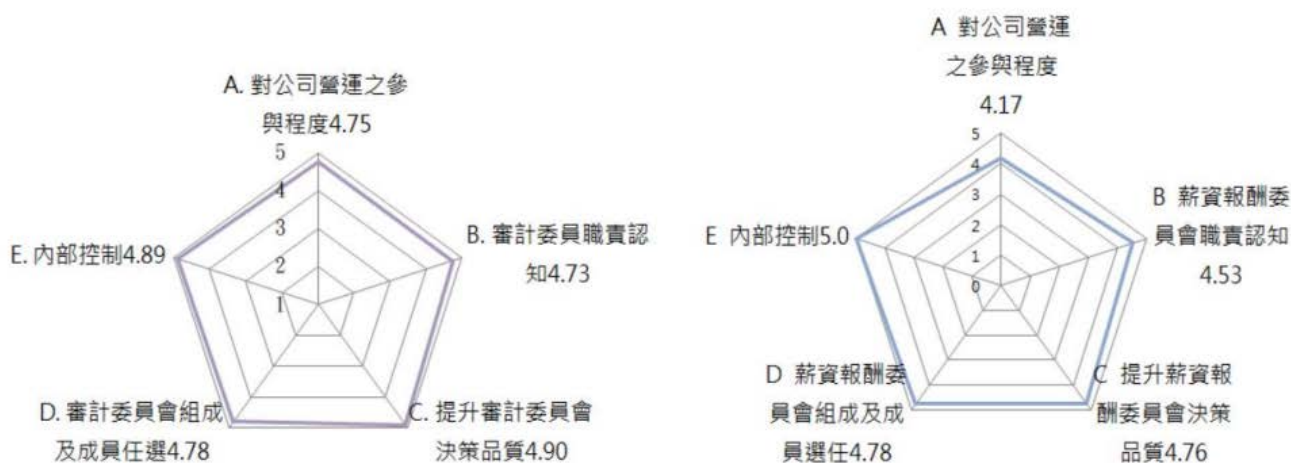 A. 對公司營運之參
與程度4.75
5
4
3
2
1
B. 審計委員職責認
知4.73
C. 提升審計委員會
決策品質4.90
D. 審計委員會組成
及成員任選4.78
E. 內部控制4.89
A 對公司營運
之參與程度
4.17
5
4
3
2
1
0
B 薪資報酬委
員會職責認知
4.53
C 提升薪資報
酬委員會決策
品質4.76
D 薪資報酬委
員會組成及成
員選任4.78
E 內部控制5.0